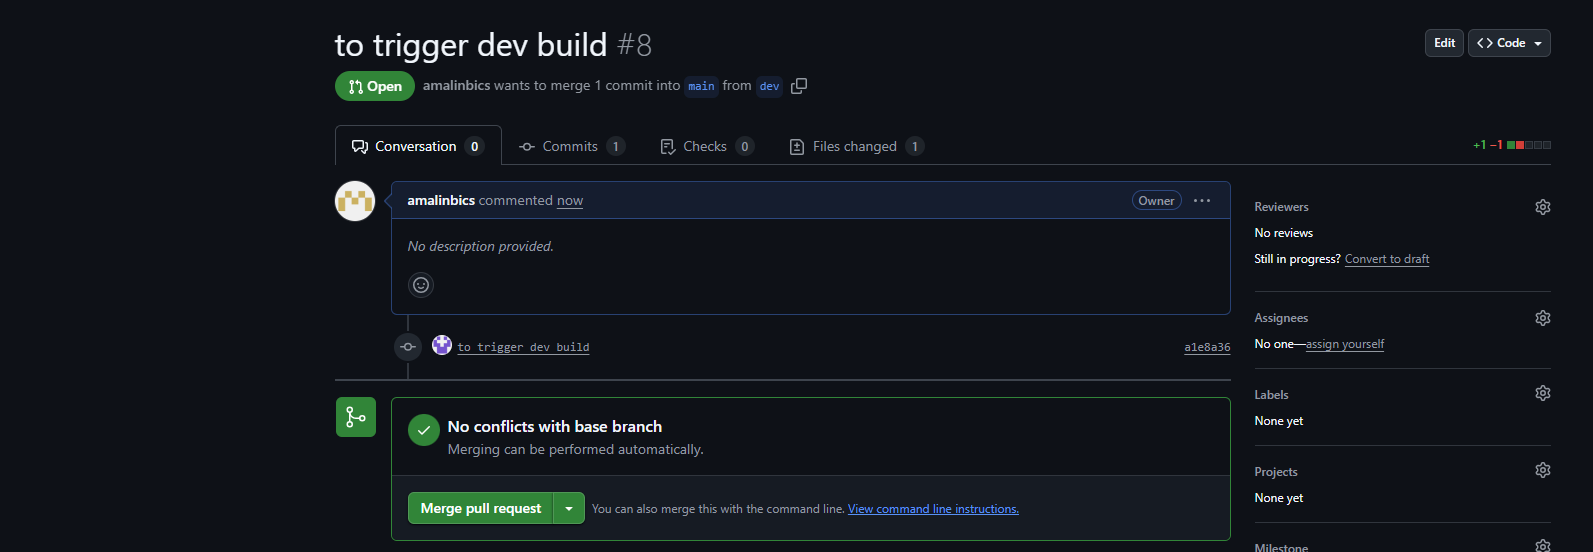 to trigger dev build #8
Edit
<> Code
Open
amalinbics wants to merge 1 commit into main from dev
Conversation 0
Commits 1
Checks 0
Files changed 1
+1 −1
amalinbics commented now
Owner
No description provided.
to trigger dev build
a1e8a36
No conflicts with base branch
Merging can be performed automatically.
Merge pull request
You can also merge this with the command line. View command line instructions.
Reviewers
No reviews
Still in progress? Convert to draft
Assignees
No one—assign yourself
Labels
None yet
Projects
None yet
Milestone